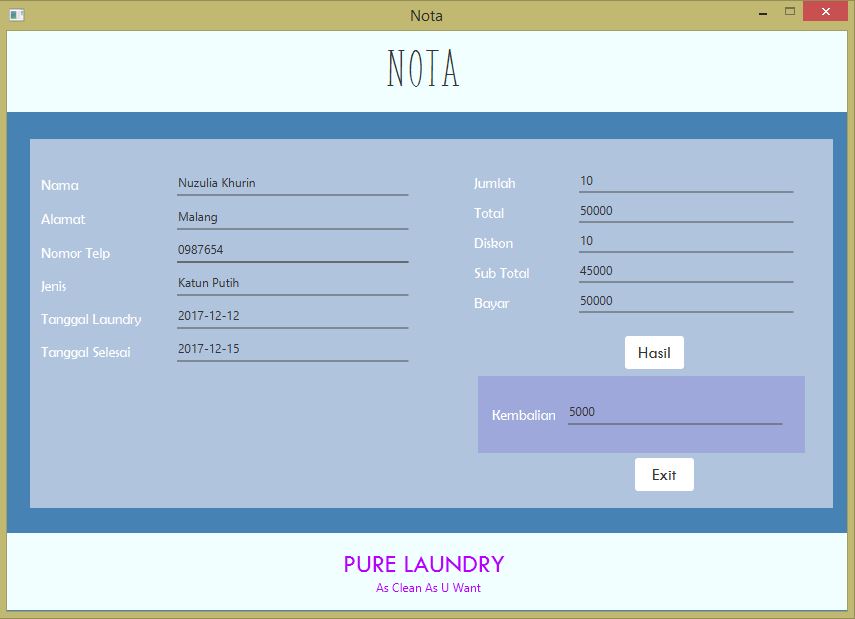 Nota
NOTA
Nama Nuzulia Khurin
Alamat Malang
Nomor Telp 0987654
Jenis Katun Putih
Tanggal Laundry 2017-12-12
Tanggal Selesai 2017-12-15
Jumlah 10
Total 50000
Diskon 10
Sub Total 45000
Bayar 50000
Hasil
Kembalian 5000
Exit
PURE LAUNDRY
As Clean As U Want